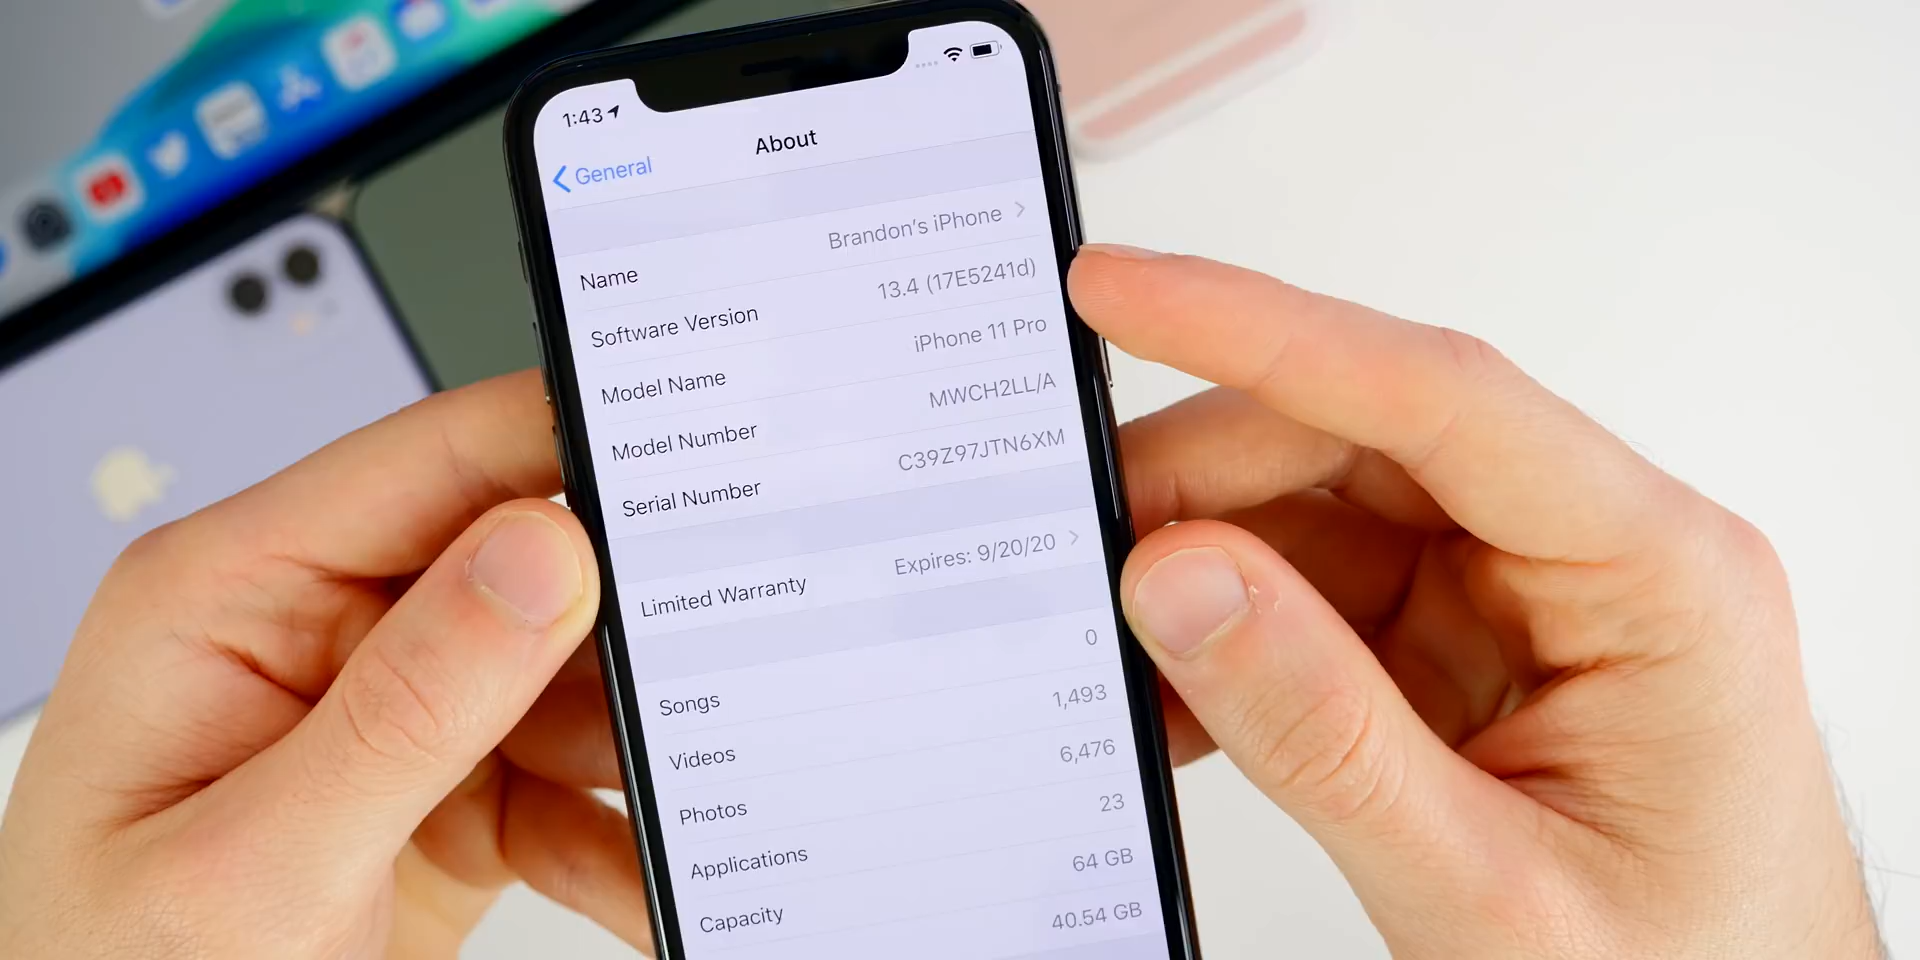 1:43
General
About
Name Brandon's iPhone
Software Version 13.4 (17E5241d)
Model Name iPhone 11 Pro
Model Number MWCH2LL/A
Serial Number C39Z97JTN6XM
Limited Warranty Expires: 9/20/20
Songs 0
Videos 1,493
Photos 6,476
Applications 23
Capacity 64 GB
40.54 GB